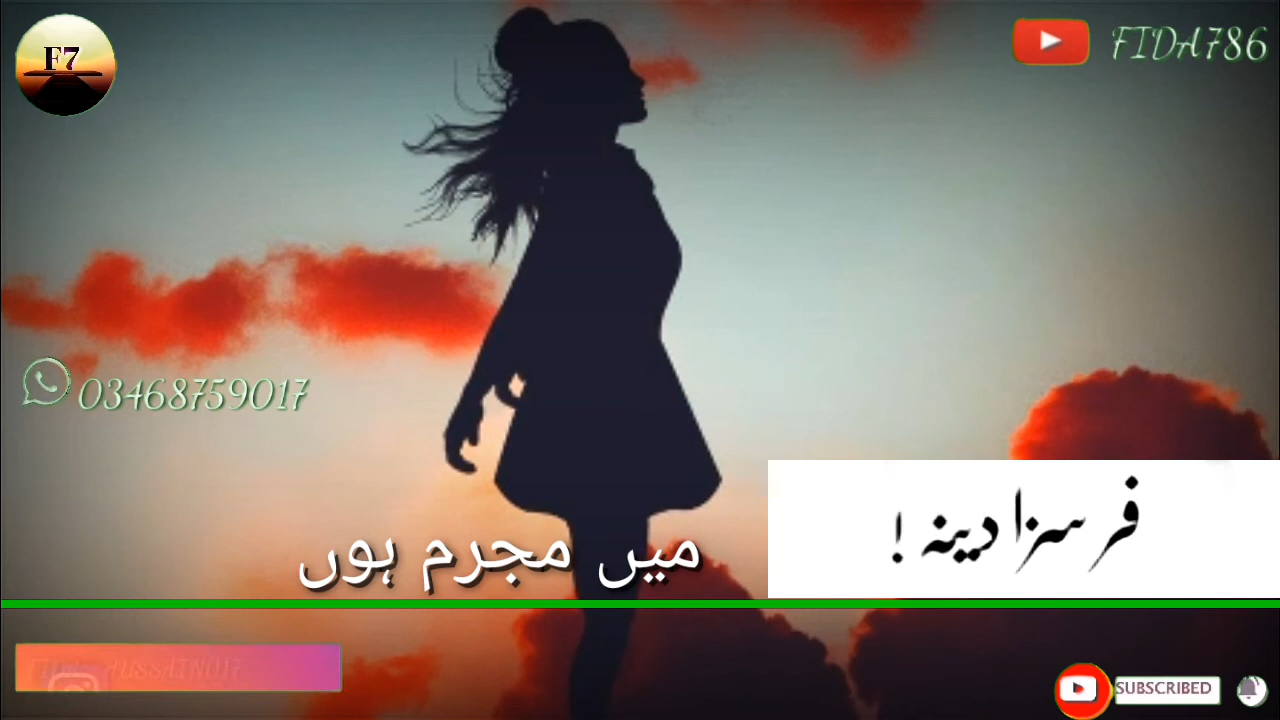 F7
FIDA786
03468759017
فر سزا دینہ !
میں مجرم ہوں
SUBSCRIBED